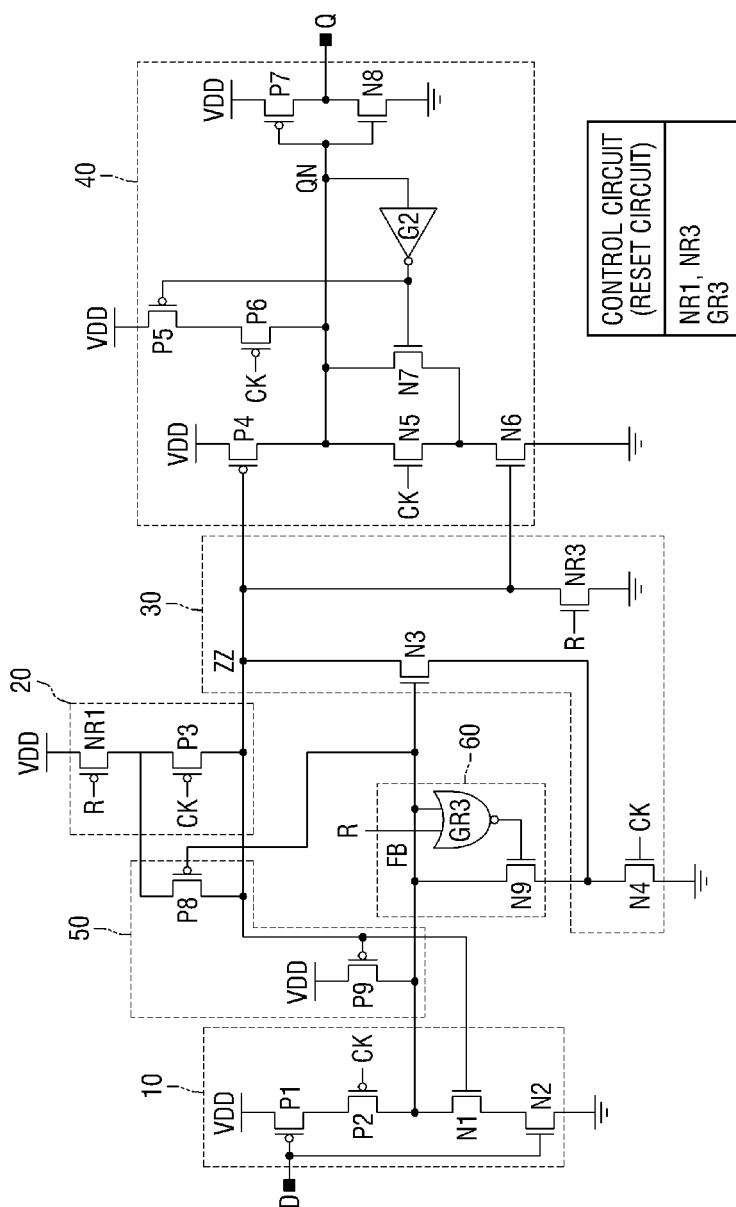 10
VDD
P1
P2
CK
D
N1
N2
50
VDD
P8
P9
20
VDD
NR1
R
P3
CK
ZZ
60
R
GR3
FB
N9
N4
CK
30
N3
NR3
R
40
VDD
P5
P6
CK
VDD
P4
N5
CK
N6
N7
G2
QN
VDD
P7
N8
Q
CONTROL CIRCUIT
(RESET CIRCUIT)
NR1, NR3
GR3